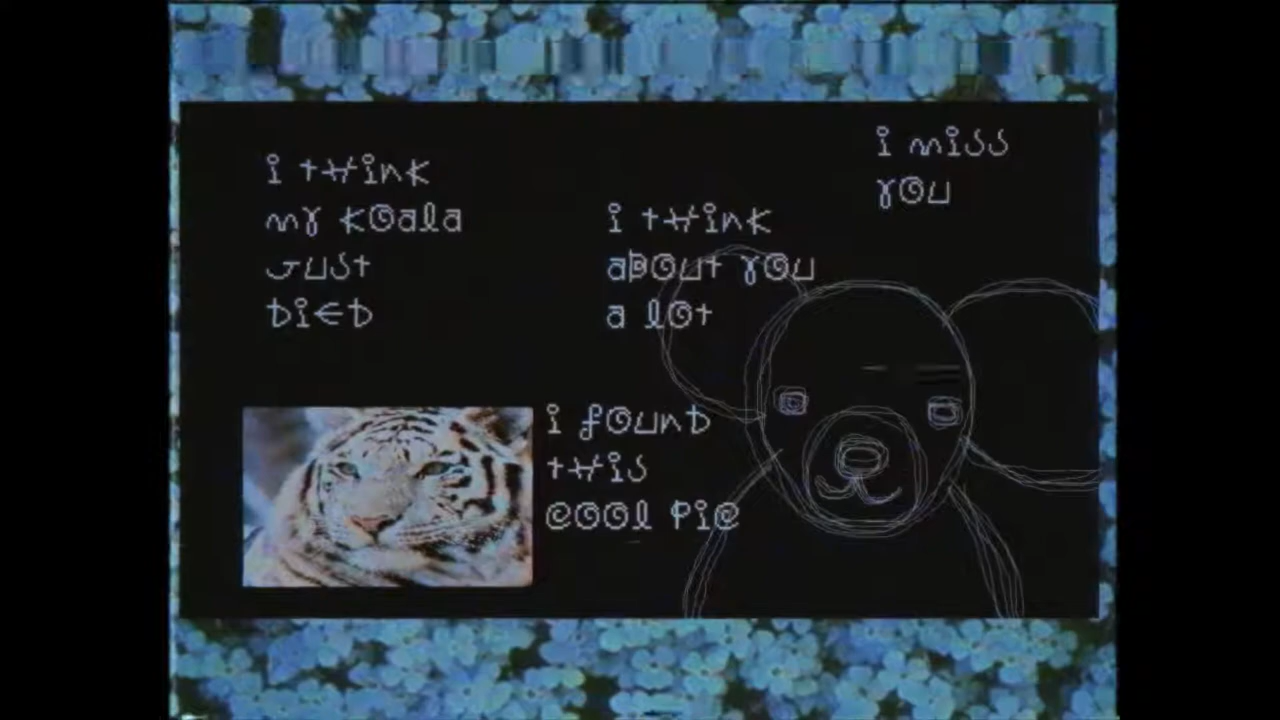 i think
my koala
just
died
i think
about you
a lot
i miss
you
i found
this
cool pic